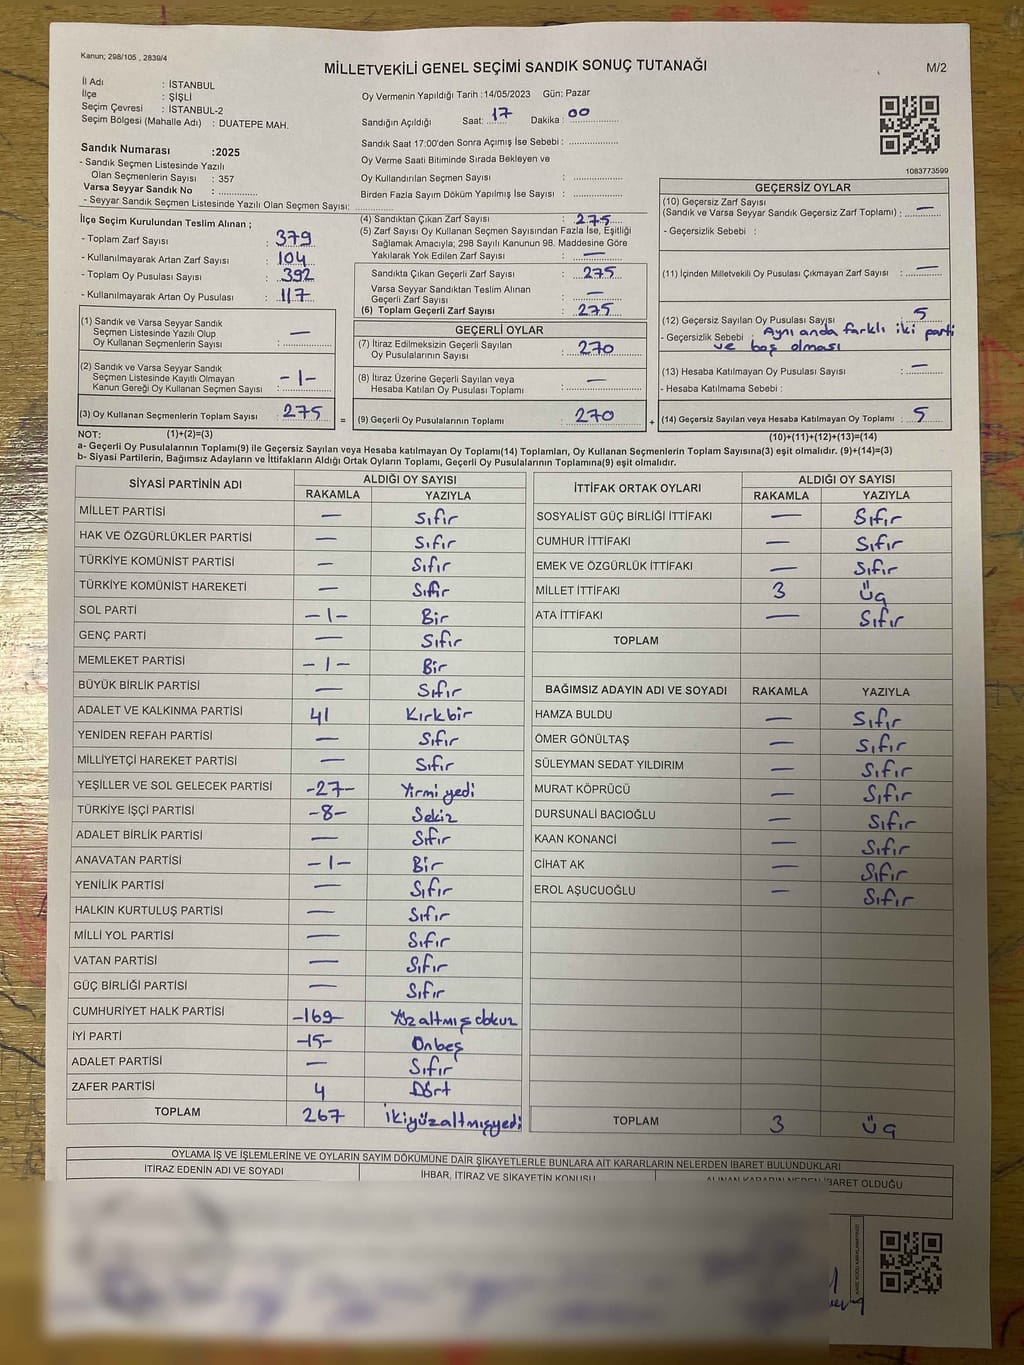 Kanun; 298/105 , 2839/4
MİLLETVEKİLİ GENEL SEÇİMİ SANDIK SONUÇ TUTANAĞI
M/2
İl Adı : İSTANBUL
İlçe : ŞİŞLİ
Seçim Çevresi : İSTANBUL-2
Seçim Bölgesi (Mahalle Adı) : DUATEPE MAH.
Oy Vermenin Yapıldığı Tarih :14/05/2023 Gün: Pazar
Sandığın Açıldığı Saat: 17 Dakika : 00
Sandık Saat 17:00'den Sonra Açımış İse Sebebi :
Oy Verme Saati Bitiminde Sırada Bekleyen ve
Oy Kullandırılan Seçmen Sayısı :
Birden Fazla Sayım Döküm Yapılmış İse Sayısı :
Sandık Numarası :2025
- Sandık Seçmen Listesinde Yazılı
Olan Seçmenlerin Sayısı : 357
Varsa Seyyar Sandık No :
- Seyyar Sandık Seçmen Listesinde Yazılı Olan Seçmen Sayısı:
1083773599
İlçe Seçim Kurulundan Teslim Alınan ;
- Toplam Zarf Sayısı : 379
- Kullanılmayarak Artan Zarf Sayısı : 104
- Toplam Oy Pusulası Sayısı : 392
- Kullanılmayarak Artan Oy Pusulası : 117
(1) Sandık ve Varsa Seyyar Sandık
Seçmen Listesinde Yazılı Olup
Oy Kullanan Seçmenlerin Sayısı : —
(2) Sandık ve Varsa Seyyar Sandık
Seçmen Listesinde Kayıtlı Olmayan
Kanun Gereği Oy Kullanan Seçmen Sayısı : -1-
(3) Oy Kullanan Seçmenlerin Toplam Sayısı : 275 =
(1)+(2)=(3)
(4) Sandıktan Çıkan Zarf Sayısı : 275
(5) Zarf Sayısı Oy Kullanan Seçmen Sayısından Fazla İse, Eşitliği
Sağlamak Amacıyla; 298 Sayılı Kanunun 98. Maddesine Göre
Yakılarak Yok Edilen Zarf Sayısı : —
Sandıkta Çıkan Geçerli Zarf Sayısı : 275
Varsa Seyyar Sandıktan Teslim Alınan
Geçerli Zarf Sayısı : —
(6) Toplam Geçerli Zarf Sayısı : 275
GEÇERLİ OYLAR
(7) İtiraz Edilmeksizin Geçerli Sayılan
Oy Pusulalarının Sayısı : 270
(8) İtiraz Üzerine Geçerli Sayılan veya
Hesaba Katılan Oy Pusulası Toplamı : —
(9) Geçerli Oy Pusulalarının Toplamı : 270 +
GEÇERSİZ OYLAR
(10) Geçersiz Zarf Sayısı
(Sandık ve Varsa Seyyar Sandık Geçersiz Zarf Toplamı) : —
- Geçersizlik Sebebi :
(11) İçinden Milletvekili Oy Pusulası Çıkmayan Zarf Sayısı : —
(12) Geçersiz Sayılan Oy Pusulası Sayısı : 5
- Geçersizlik Sebebi : Aynı anda farklı iki parti
ve boş olması
(13) Hesaba Katılmayan Oy Pusulası Sayısı : —
- Hesaba Katılmama Sebebi :
(14) Geçersiz Sayılan veya Hesaba Katılmayan Oy Toplamı : 5
(10)+(11)+(12)+(13)=(14)
NOT:
a- Geçerli Oy Pusulalarının Toplamı(9) ile Geçersiz Sayılan veya Hesaba katılmayan Oy Toplamı(14) Toplamları, Oy Kullanan Seçmenlerin Toplam Sayısına(3) eşit olmalıdır. (9)+(14)=(3)
b- Siyasi Partilerin, Bağımsız Adayların ve İttifakların Aldığı Ortak Oyların Toplamı, Geçerli Oy Pusulalarının Toplamına(9) eşit olmalıdır.
SİYASİ PARTİNİN ADI ALDIĞI OY SAYISI
RAKAMLA YAZIYLA
MİLLET PARTİSİ — Sıfır
HAK VE ÖZGÜRLÜKLER PARTİSİ — Sıfır
TÜRKİYE KOMÜNİST PARTİSİ — Sıfır
TÜRKİYE KOMÜNİST HAREKETİ — Sıfır
SOL PARTİ -1- Bir
GENÇ PARTİ — Sıfır
MEMLEKET PARTİSİ -1- Bir
BÜYÜK BİRLİK PARTİSİ — Sıfır
ADALET VE KALKINMA PARTİSİ 41 Kırkbir
YENİDEN REFAH PARTİSİ — Sıfır
MİLLİYETÇİ HAREKET PARTİSİ — Sıfır
YEŞİLLER VE SOL GELECEK PARTİSİ -27- Yirmi yedi
TÜRKİYE İŞÇİ PARTİSİ -8- Sekiz
ADALET BİRLİK PARTİSİ — Sıfır
ANAVATAN PARTİSİ -1- Bir
YENİLİK PARTİSİ — Sıfır
HALKIN KURTULUŞ PARTİSİ — Sıfır
MİLLİ YOL PARTİSİ — Sıfır
VATAN PARTİSİ — Sıfır
GÜÇ BİRLİĞİ PARTİSİ — Sıfır
CUMHURİYET HALK PARTİSİ -169- Yüzaltmışdokuz
İYİ PARTİ -15- Onbeş
ADALET PARTİSİ — Sıfır
ZAFER PARTİSİ 4 Dört
TOPLAM 267 İkiyüzaltmışyedi
İTTİFAK ORTAK OYLARI ALDIĞI OY SAYISI
RAKAMLA YAZIYLA
SOSYALİST GÜÇ BİRLİĞİ İTTİFAKI — Sıfır
CUMHUR İTTİFAKI — Sıfır
EMEK VE ÖZGÜRLÜK İTTİFAKI — Sıfır
MİLLET İTTİFAKI 3 Üç
ATA İTTİFAKI — Sıfır
TOPLAM
BAĞIMSIZ ADAYIN ADI VE SOYADI RAKAMLA YAZIYLA
HAMZA BULDU — Sıfır
ÖMER GÖNÜLTAŞ — Sıfır
SÜLEYMAN SEDAT YILDIRIM — Sıfır
MURAT KÖPRÜCÜ — Sıfır
DURSUNALİ BACIOĞLU — Sıfır
KAAN KONANCİ — Sıfır
CİHAT AK — Sıfır
EROL AŞUCUOĞLU — Sıfır
TOPLAM 3 Üç
OYLAMA İŞ VE İŞLEMLERİNE VE OYLARIN SAYIM DÖKÜMÜNE DAİR ŞİKAYETLERLE BUNLARA AİT KARARLARIN NELERDEN İBARET BULUNDUKLARI
İTİRAZ EDENİN ADI VE SOYADI İHBAR, İTİRAZ VE ŞİKAYETİN KONUSU ALINAN KARARIN NEDEN İBARET OLDUĞU